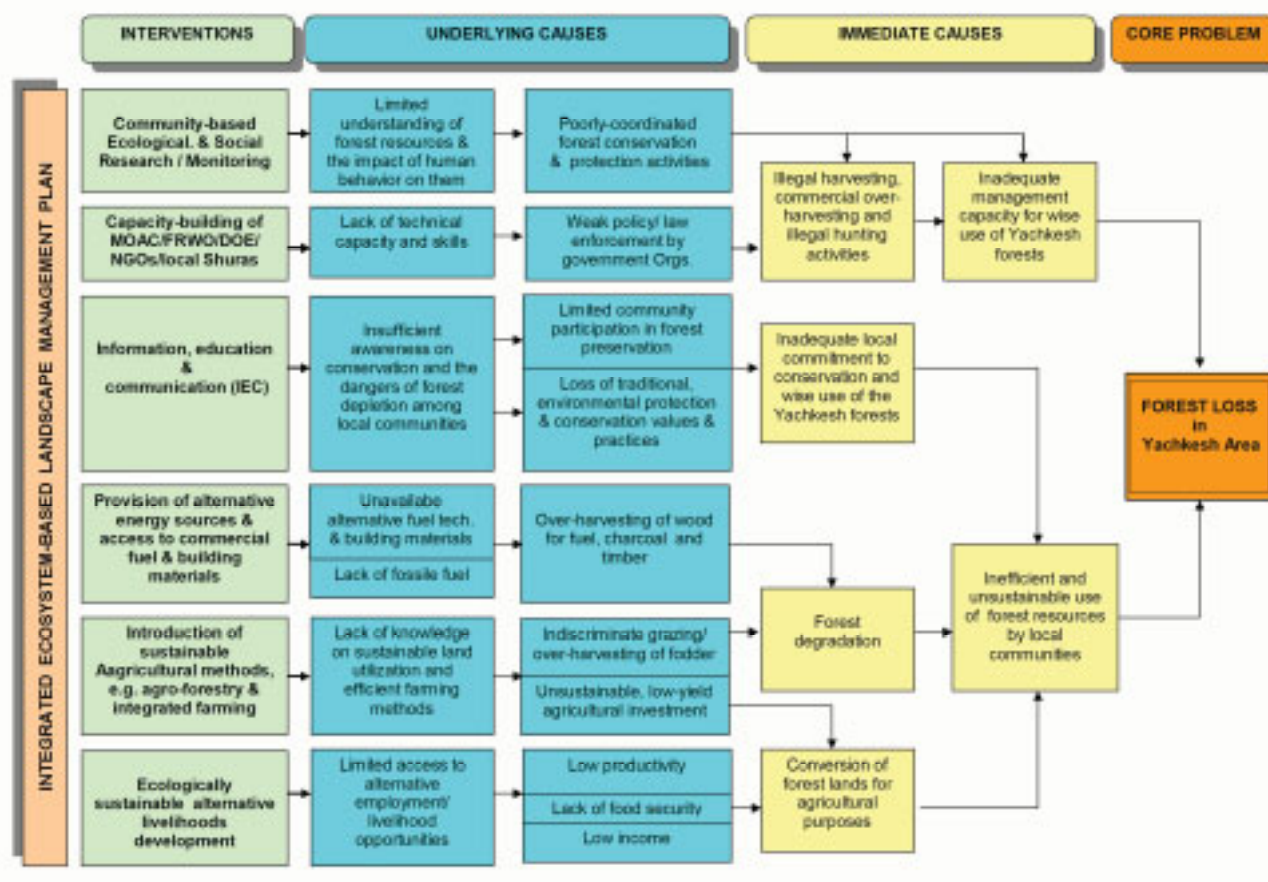 INTERVENTIONS
UNDERLYING CAUSES
IMMEDIATE CAUSES
CORE PROBLEM
INTEGRATED ECOSYSTEM-BASED LANDSCAPE MANAGEMENT PLAN
Community-based
Ecological. & Social
Research / Monitoring
Limited
understanding of
forest resources &
the impact of human
behavior on them
Poorly-coordinated
forest conservation
& protection activities
Illegal harvesting,
commercial over-
harvesting and
illegal hunting
activities
Inadequate
management
capacity for wise
use of Yachkesh
forests
Capacity-building of
MOAC/FRWO/DOE/
NGOs/local Shuras
Lack of technical
capacity and skills
Weak policy/ law
enforcement by
government Orgs.
Information, education
&
communication (IEC)
Insufficient
awareness on
conservation and the
dangers of forest
depletion among
local communities
Limited community
participation in forest
preservation
Loss of traditional,
environmental protection
& conservation values &
practices
Inadequate local
commitment to
conservation and
wise use of the
Yachkesh forests
FOREST LOSS
in
Yachkesh Area
Provision of alternative
energy sources &
access to commercial
fuel & building
materials
Unavailabe
alternative fuel tech.
& building materials
Lack of fossile fuel
Over-harvesting of wood
for fuel, charcoal and
timber
Forest
degradation
Inefficient and
unsustainable use
of forest resources
by local
communities
Introduction of
sustainable
Aagricultural methods,
e.g. agro-forestry &
integrated farming
Lack of knowledge
on sustainable land
utilization and
efficient farming
methods
Indiscriminate grazing/
over-harvesting of fodder
Unsustainable, low-yield
agricultural investment
Ecologically
sustainable alternative
livelihoods
development
Limited access to
alternative
employment/
livelihood
opportunities
Low productivity
Lack of food security
Low income
Conversion of
forest lands for
agricultural
purposes